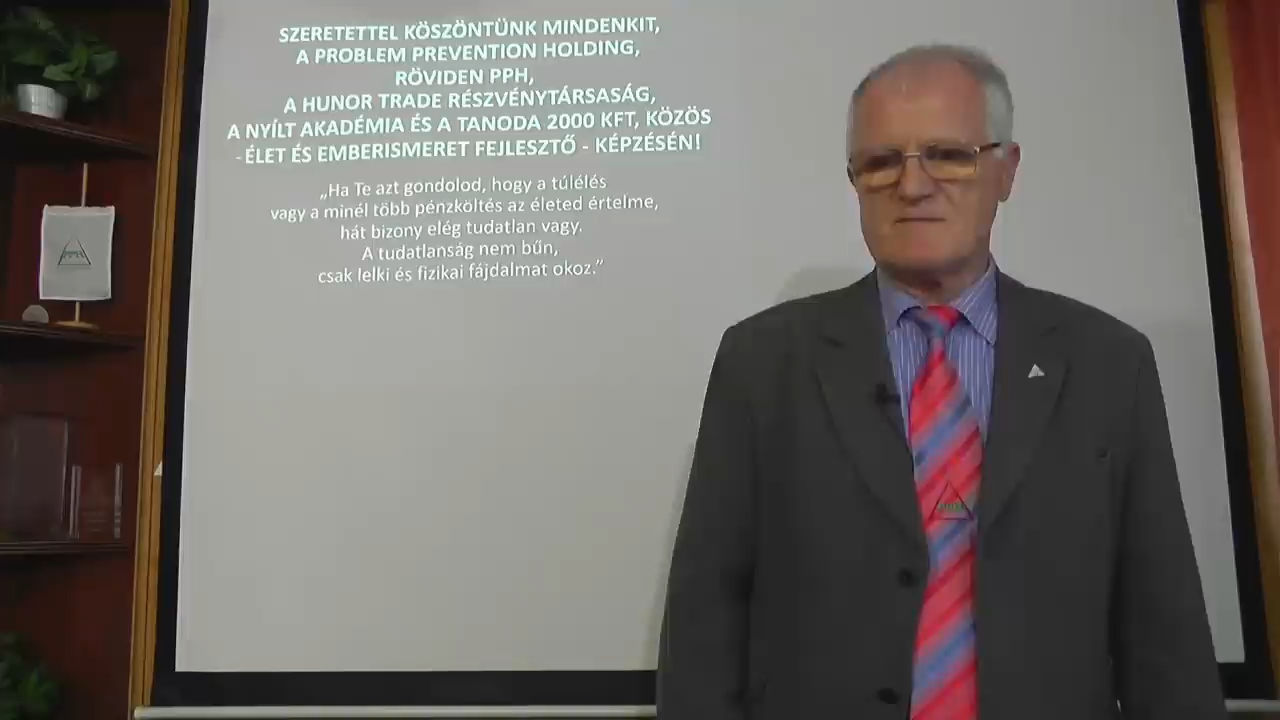 SZERETETTEL KÖSZÖNTÜNK MINDENKIT,
A PROBLEM PREVENTION HOLDING,
RÖVIDEN PPH,
A HUNOR TRADE RÉSZVÉNYTÁRSASÁG,
A NYÍLT AKADÉMIA ÉS A TANODA 2000 KFT, KÖZÖS
- ÉLET ÉS EMBERISMERET FEJLESZTŐ - KÉPZÉSÉN!
„Ha Te azt gondolod, hogy a túlélés
vagy a minél több pénzköltés az életed értelme,
hát bizony elég tudatlan vagy.
A tudatlanság nem bűn,
csak lelki és fizikai fájdalmat okoz.”